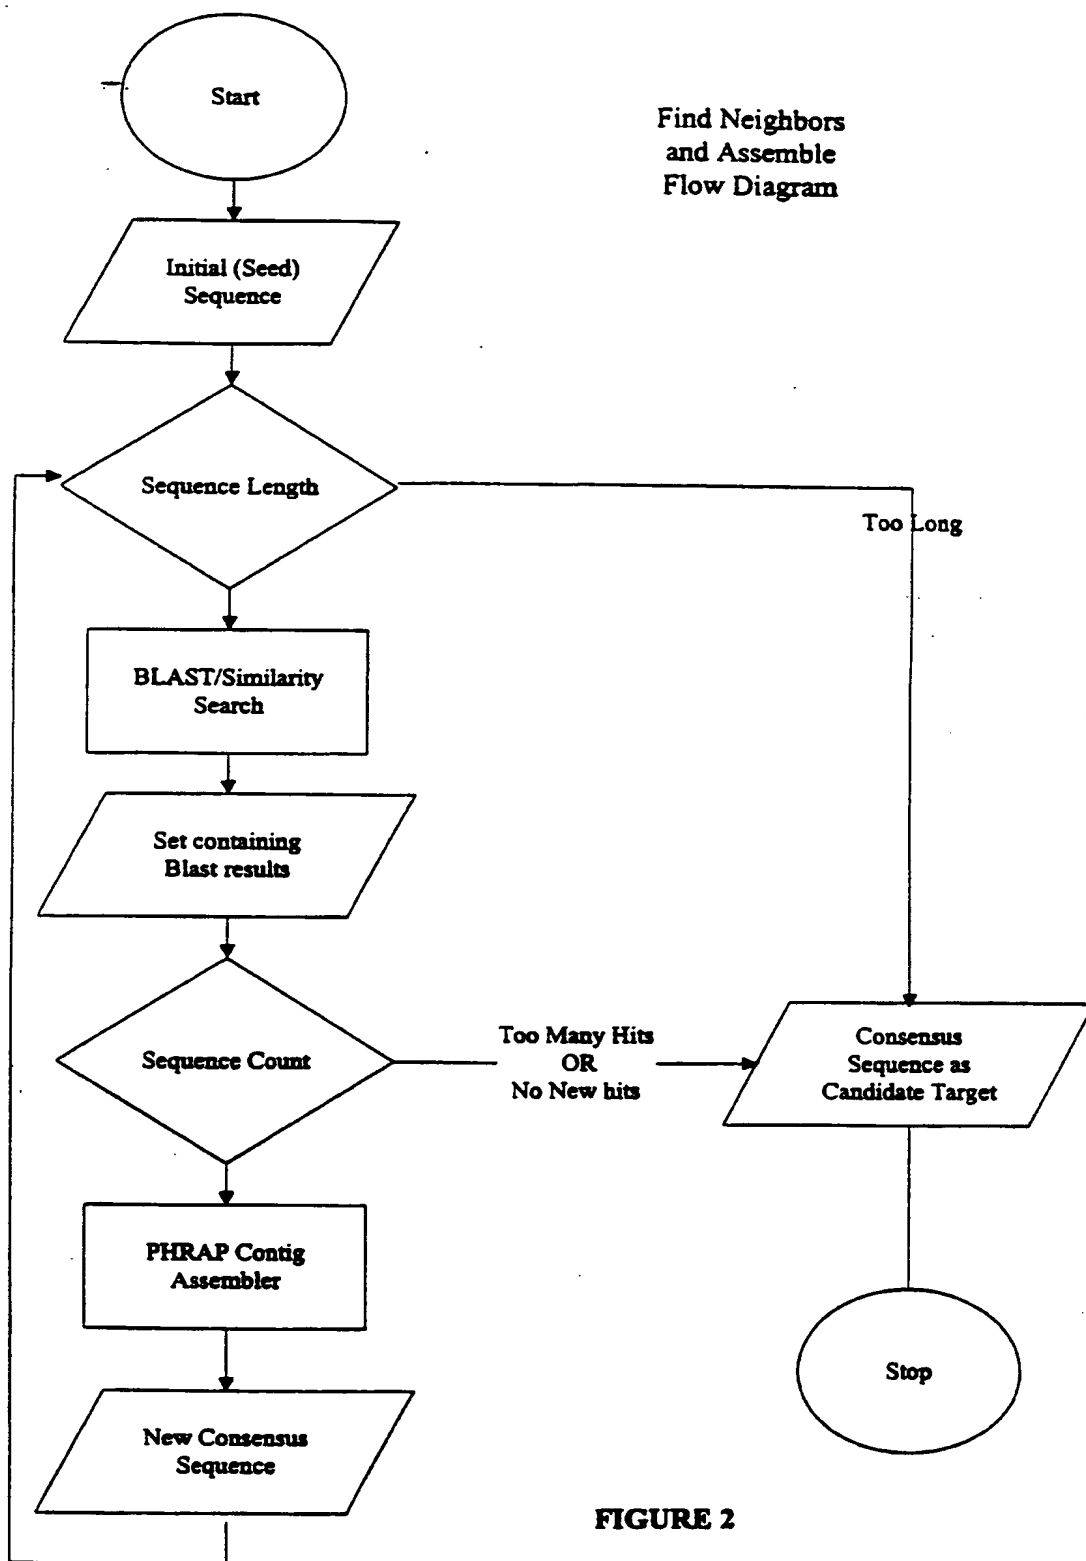 Start
Find Neighbors
and Assemble
Flow Diagram
Initial (Seed)
Sequence
Sequence Length
Too Long
BLAST/Similarity
Search
Set containing
Blast results
Sequence Count
Too Many Hits
OR
No New hits
Consensus
Sequence as
Candidate Target
PHRAP Contig
Assembler
Stop
New Consensus
Sequence
FIGURE 2